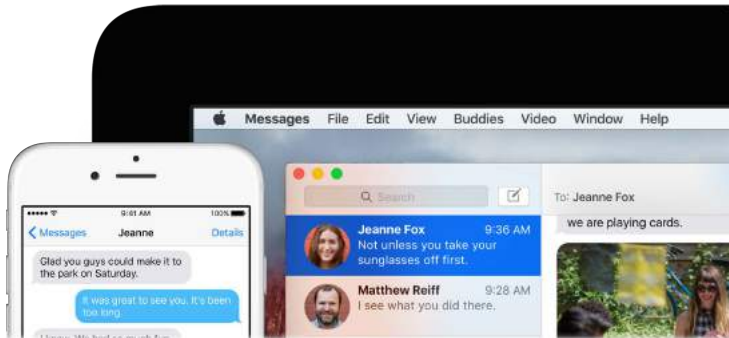 Messages File Edit View Buddies Video Window Help
9:41 AM 100%
Messages Jeanne Details
Glad you guys could make it to
the park on Saturday.
It was great to see you. It's been
too long.
Search
Jeanne Fox 9:36 AM
Not unless you take your
sunglasses off first.
Matthew Reiff 9:28 AM
I see what you did there.
To: Jeanne Fox
we are playing cards.